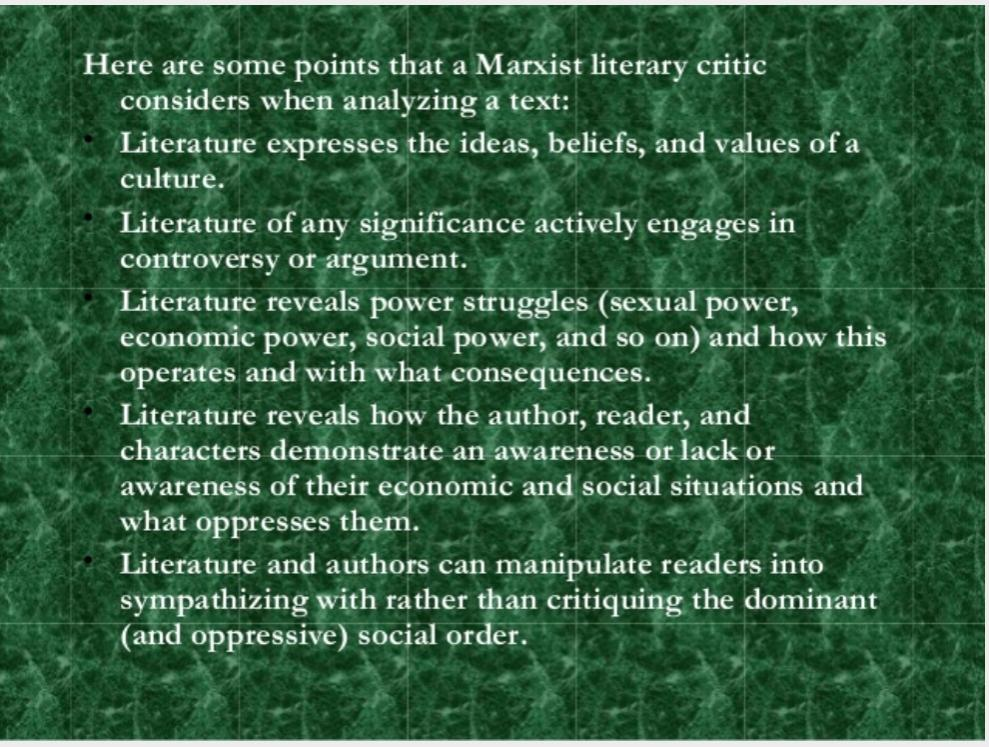 Here are some points that a Marxist literary critic
considers when analyzing a text:
• Literature expresses the ideas, beliefs, and values of a
culture.
• Literature of any significance actively engages in
controversy or argument.
• Literature reveals power struggles (sexual power,
economic power, social power, and so on) and how this
operates and with what consequences.
• Literature reveals how the author, reader, and
characters demonstrate an awareness or lack or
awareness of their economic and social situations and
what oppresses them.
• Literature and authors can manipulate readers into
sympathizing with rather than critiquing the dominant
(and oppressive) social order.